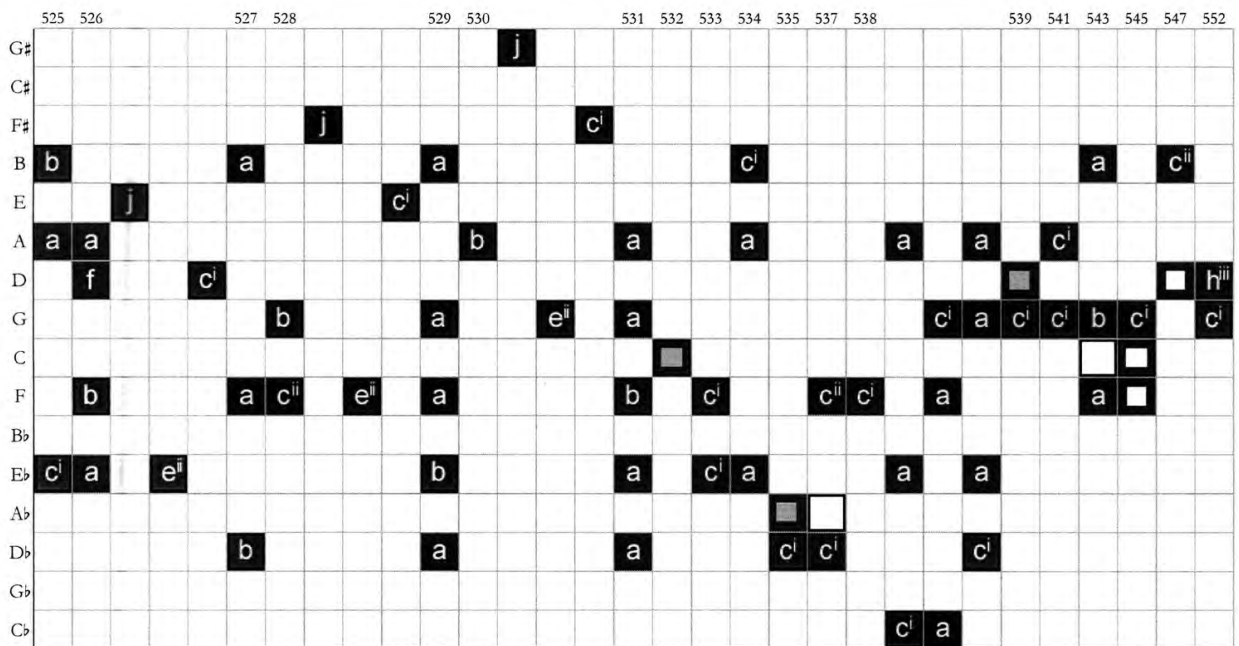 525 526 527 528 529 530 531 532 533 534 535 537 538 539 541 543 545 547 552
G♯ j
C♯
F♯ j cⁱ
B b a a cⁱ a cⁱⁱ
E j cⁱ
A a a b a a a a cⁱ
D f cⁱ hⁱⁱⁱ
G b a eⁱⁱ a cⁱ a cⁱ cⁱ b cⁱ cⁱ
C
F b a cⁱⁱ eⁱⁱ a b cⁱ cⁱⁱ cⁱ a a
B♭
E♭ cⁱ a eⁱⁱ b a cⁱ a a a
A♭
D♭ b a a cⁱ cⁱ cⁱ
G♭
C♭ cⁱ a